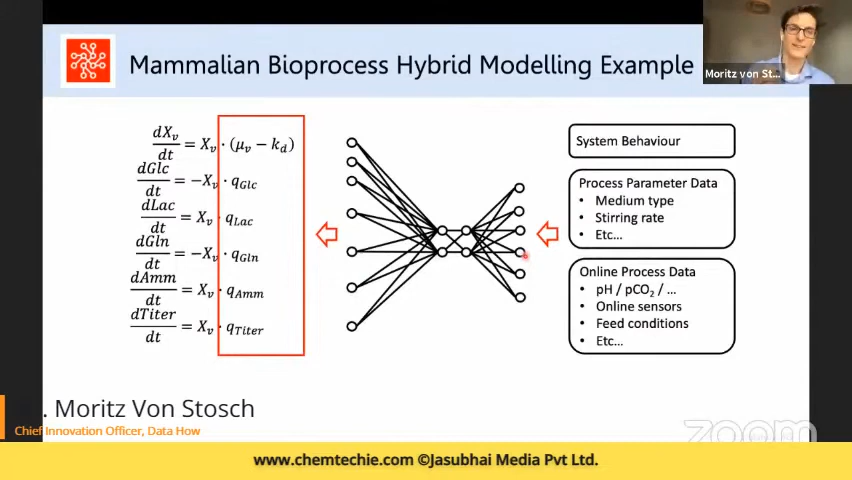 Mammalian Bioprocess Hybrid Modelling Example
Moritz von St...
dX_v/dt = X_v · (μ_v − k_d)
dGlc/dt = −X_v · q_Glc
dLac/dt = X_v · q_Lac
dGln/dt = −X_v · q_Gln
dAmm/dt = X_v · q_Amm
dTiter/dt = X_v · q_Titer
System Behaviour
Process Parameter Data
• Medium type
• Stirring rate
• Etc...
Online Process Data
• pH / pCO₂ / ...
• Online sensors
• Feed conditions
• Etc...
. Moritz Von Stosch
Chief Innovation Officer, Data How
zoom
www.chemtechie.com ©Jasubhai Media Pvt Ltd.